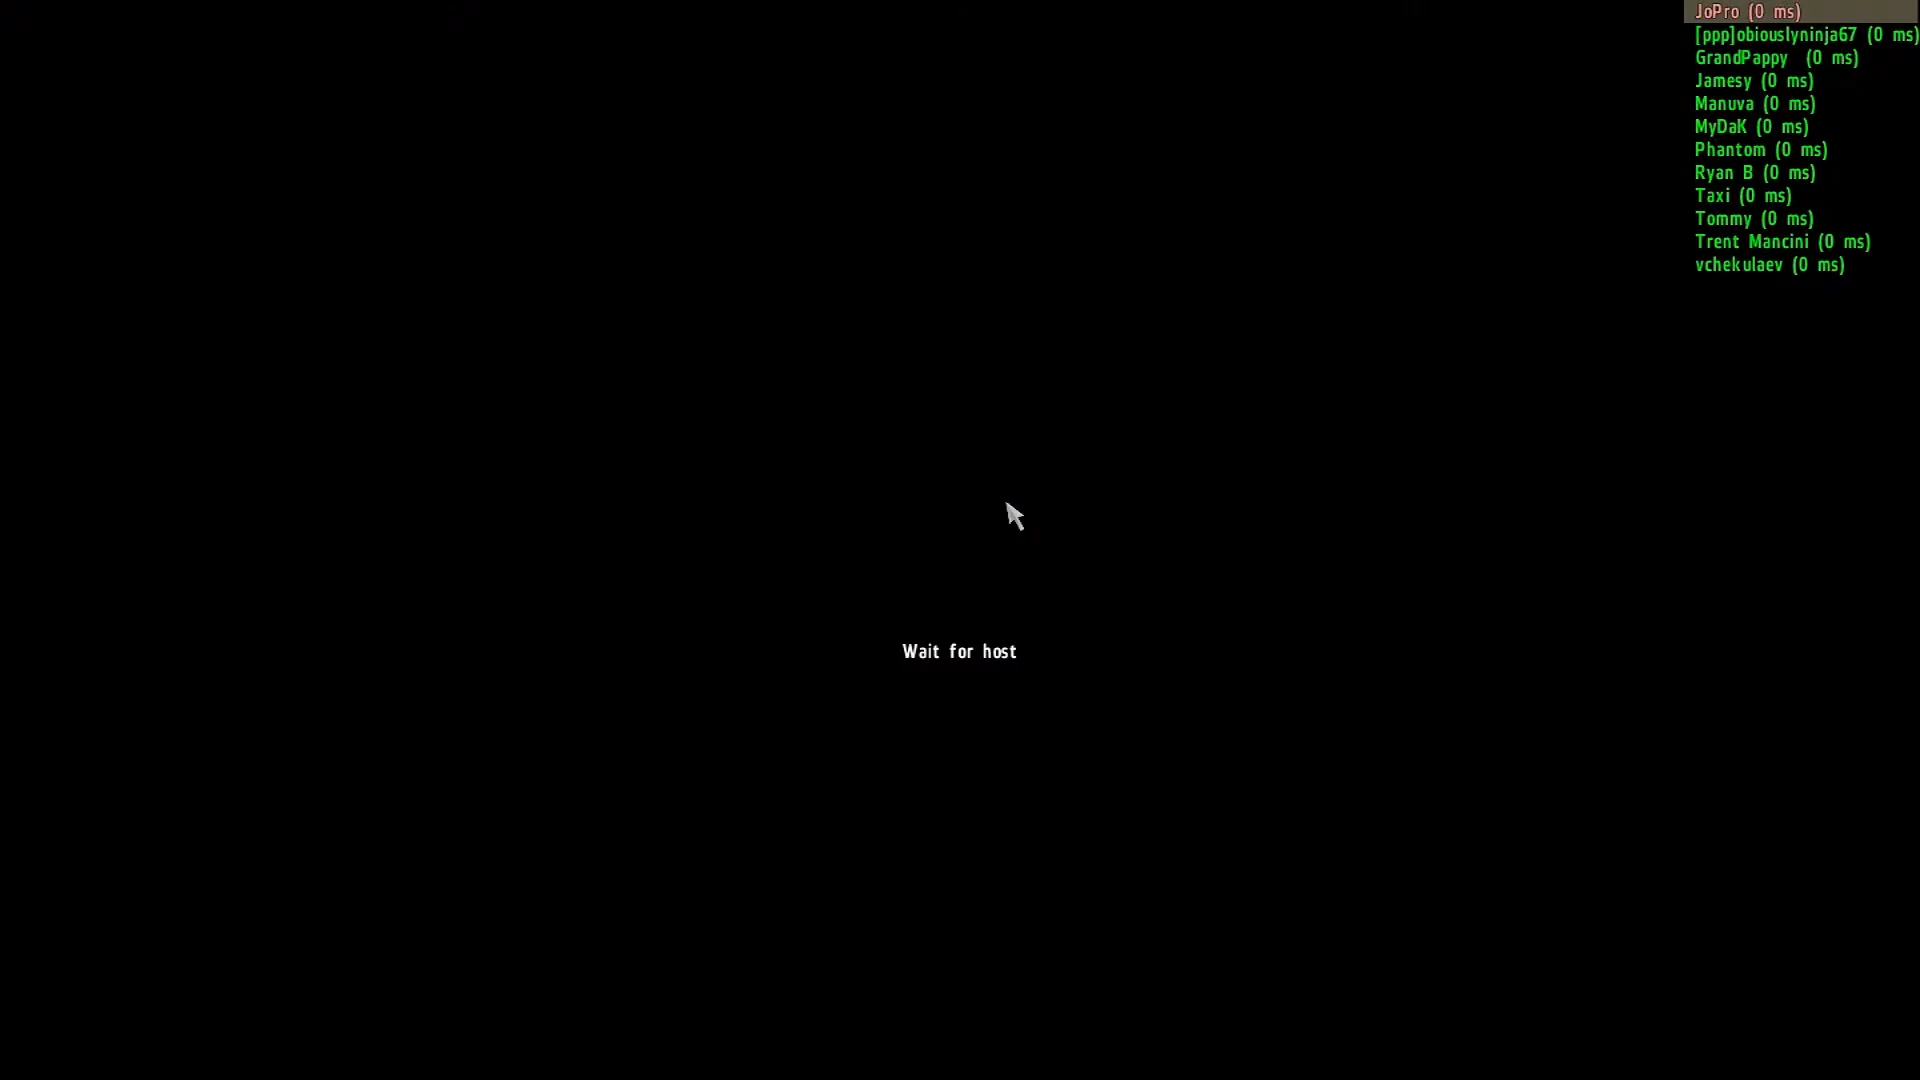 JoPro (0 ms)
[ppp]obiouslyninja67 (0 ms)
GrandPappy (0 ms)
Jamesy (0 ms)
Manuva (0 ms)
MyDaK (0 ms)
Phantom (0 ms)
Ryan B (0 ms)
Taxi (0 ms)
Tommy (0 ms)
Trent Mancini (0 ms)
vchekulaev (0 ms)
Wait for host